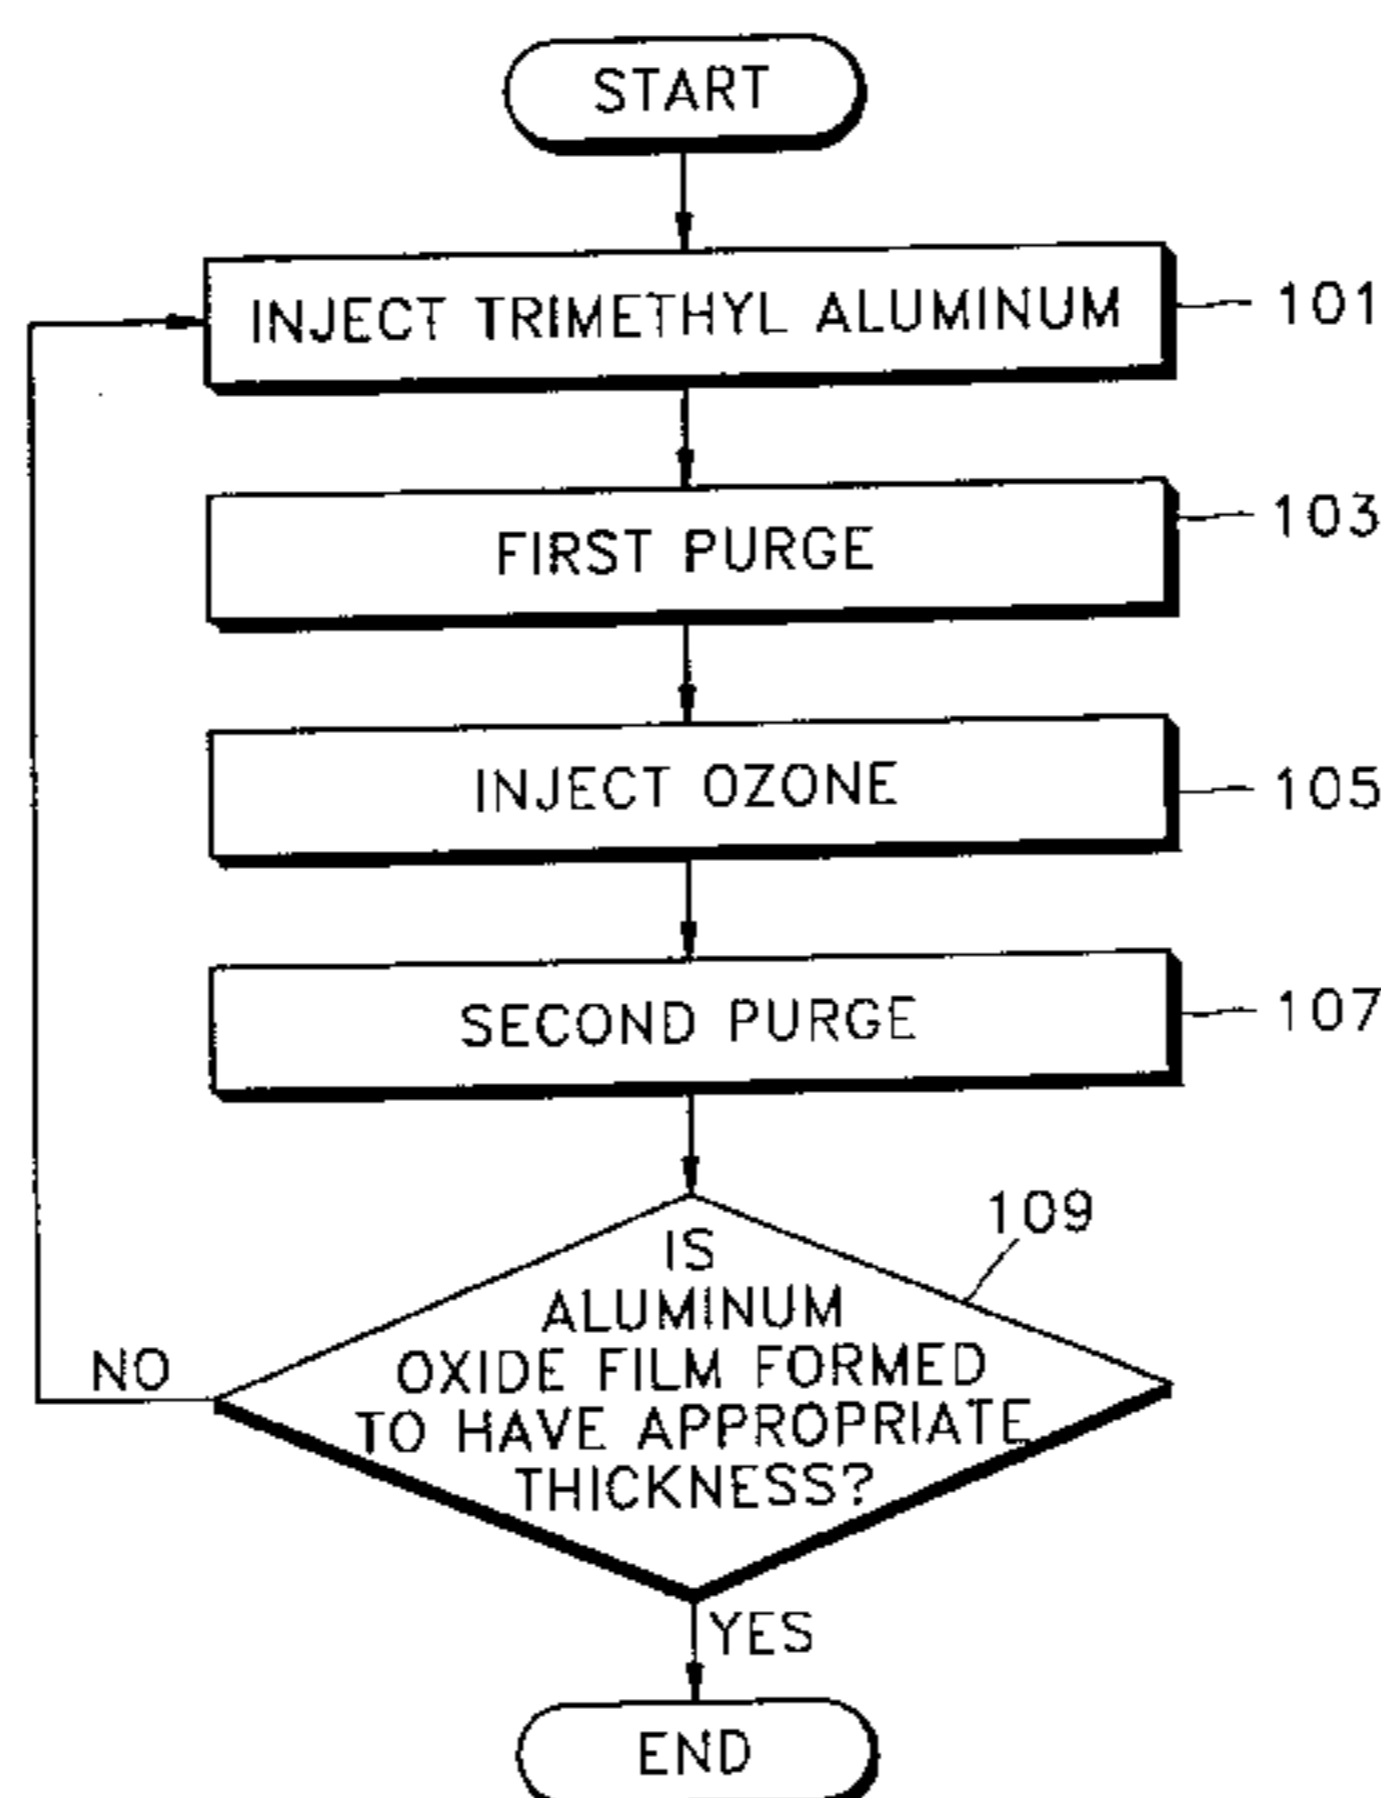 START
INJECT TRIMETHYL ALUMINUM
101
FIRST PURGE
103
INJECT OZONE
105
SECOND PURGE
107
109
IS
ALUMINUM
OXIDE FILM FORMED
TO HAVE APPROPRIATE
THICKNESS?
NO
YES
END